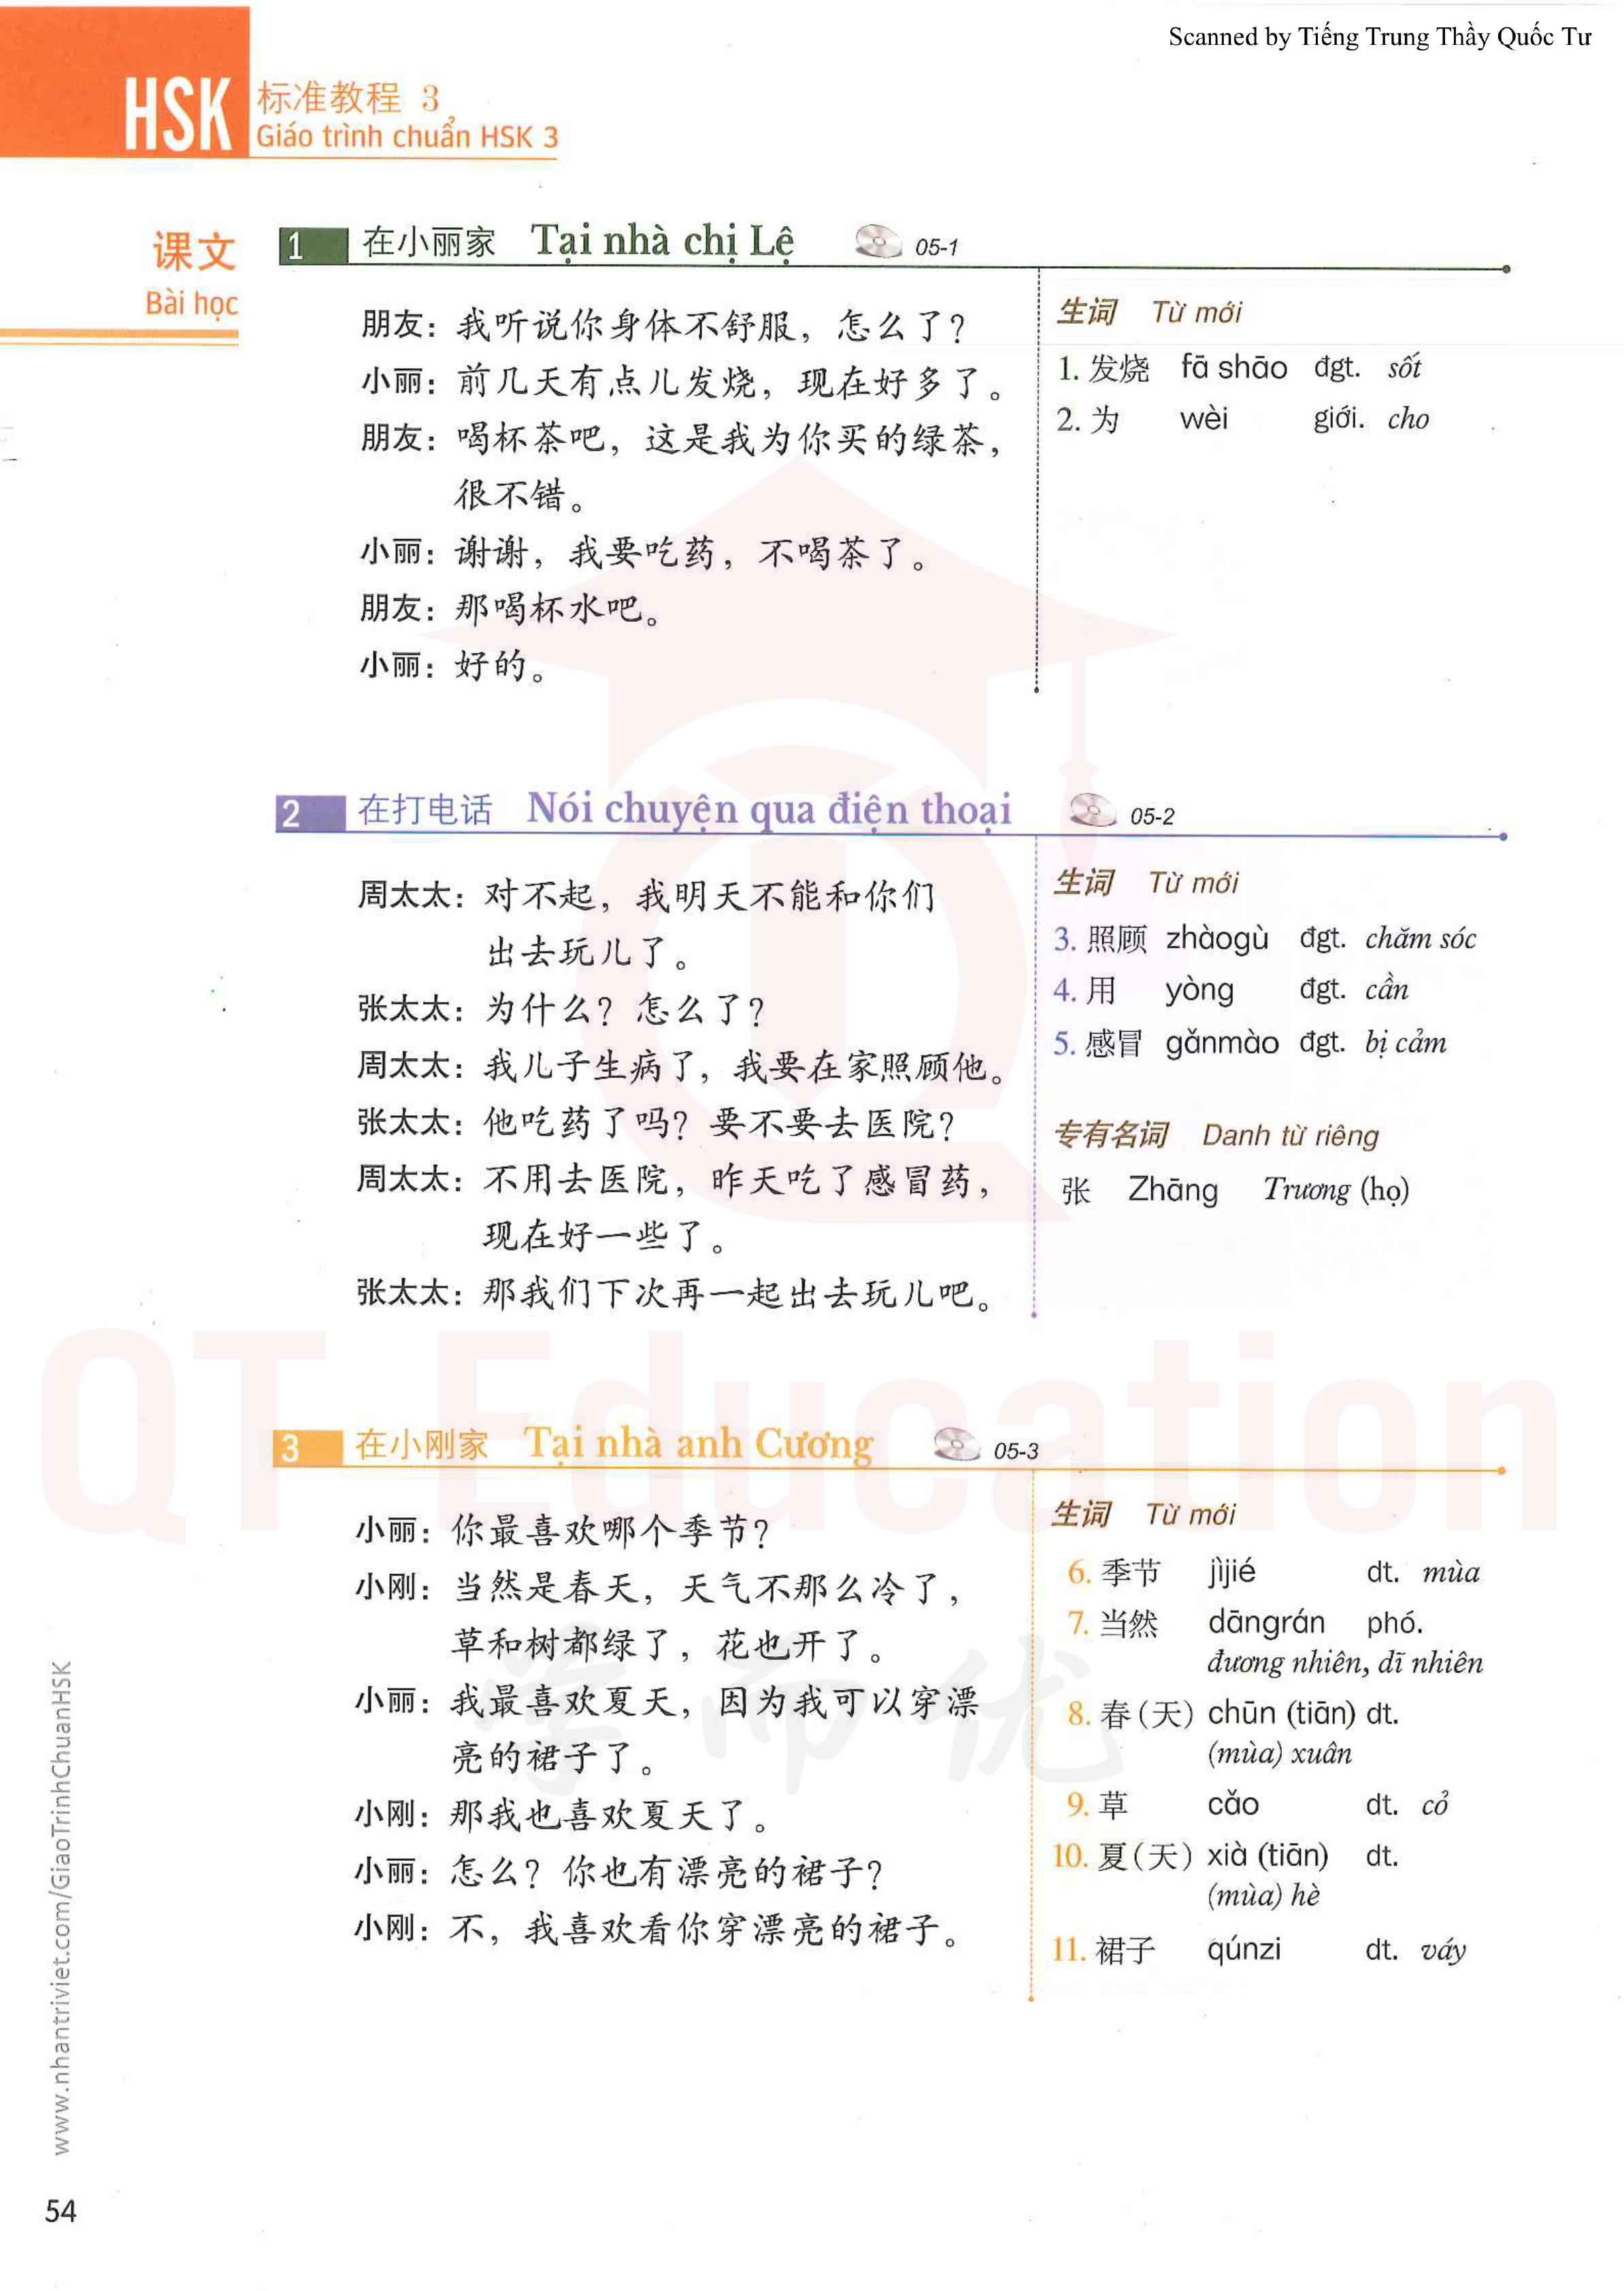 Scanned by Tiếng Trung Thầy Quốc Tư
HSK
标准教程 3
Giáo trình chuẩn HSK 3
课文
Bài học
1 在小丽家 Tại nhà chị Lệ 05-1
朋友：我听说你身体不舒服，怎么了？
小丽：前几天有点儿发烧，现在好多了。
朋友：喝杯茶吧，这是我为你买的绿茶，
很不错。
小丽：谢谢，我要吃药，不喝茶了。
朋友：那喝杯水吧。
小丽：好的。
生词 Từ mới
1. 发烧 fā shāo đgt. sốt
2. 为 wèi giới. cho
2 在打电话 Nói chuyện qua điện thoại 05-2
周太太：对不起，我明天不能和你们
出去玩儿了。
张太太：为什么？怎么了？
周太太：我儿子生病了，我要在家照顾他。
张太太：他吃药了吗？要不要去医院？
周太太：不用去医院，昨天吃了感冒药，
现在好一些了。
张太太：那我们下次再一起出去玩儿吧。
生词 Từ mới
3. 照顾 zhàogù đgt. chăm sóc
4. 用 yòng đgt. cần
5. 感冒 gǎnmào đgt. bị cảm
专有名词 Danh từ riêng
张 Zhāng Trương (họ)
3 在小刚家 Tại nhà anh Cương 05-3
小丽：你最喜欢哪个季节？
小刚：当然是春天，天气不那么冷了，
草和树都绿了，花也开了。
小丽：我最喜欢夏天，因为我可以穿漂
亮的裙子了。
小刚：那我也喜欢夏天了。
小丽：怎么？你也有漂亮的裙子？
小刚：不，我喜欢看你穿漂亮的裙子。
生词 Từ mới
6. 季节 jìjié dt. mùa
7. 当然 dāngrán phó.
đương nhiên, dĩ nhiên
8. 春（天） chūn (tiān) dt.
(mùa) xuân
9. 草 cǎo dt. cỏ
10. 夏（天） xià (tiān) dt.
(mùa) hè
11. 裙子 qúnzi dt. váy
QT Education
学而优
www.nhantriviet.com/GiaoTrinhChuanHSK
54